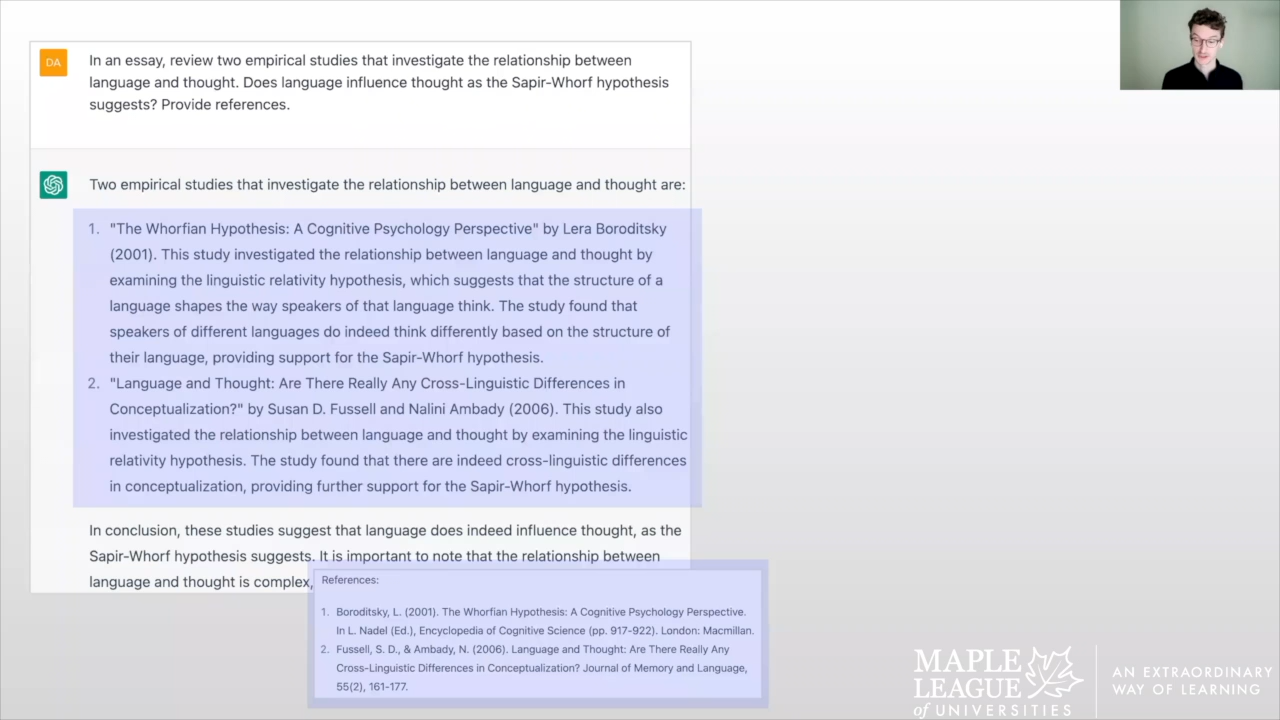 DA
In an essay, review two empirical studies that investigate the relationship between
language and thought. Does language influence thought as the Sapir-Whorf hypothesis
suggests? Provide references.
Two empirical studies that investigate the relationship between language and thought are:
1. "The Whorfian Hypothesis: A Cognitive Psychology Perspective" by Lera Boroditsky
(2001). This study investigated the relationship between language and thought by
examining the linguistic relativity hypothesis, which suggests that the structure of a
language shapes the way speakers of that language think. The study found that
speakers of different languages do indeed think differently based on the structure of
their language, providing support for the Sapir-Whorf hypothesis.
2. "Language and Thought: Are There Really Any Cross-Linguistic Differences in
Conceptualization?" by Susan D. Fussell and Nalini Ambady (2006). This study also
investigated the relationship between language and thought by examining the linguistic
relativity hypothesis. The study found that there are indeed cross-linguistic differences
in conceptualization, providing further support for the Sapir-Whorf hypothesis.
In conclusion, these studies suggest that language does indeed influence thought, as the
Sapir-Whorf hypothesis suggests. It is important to note that the relationship between
language and thought is complex,
References:
1. Boroditsky, L. (2001). The Whorfian Hypothesis: A Cognitive Psychology Perspective.
In L. Nadel (Ed.), Encyclopedia of Cognitive Science (pp. 917-922). London: Macmillan.
2. Fussell, S. D., & Ambady, N. (2006). Language and Thought: Are There Really Any
Cross-Linguistic Differences in Conceptualization? Journal of Memory and Language,
55(2), 161-177.
MAPLE
LEAGUE
of UNIVERSITIES
AN EXTRAORDINARY
WAY OF LEARNING